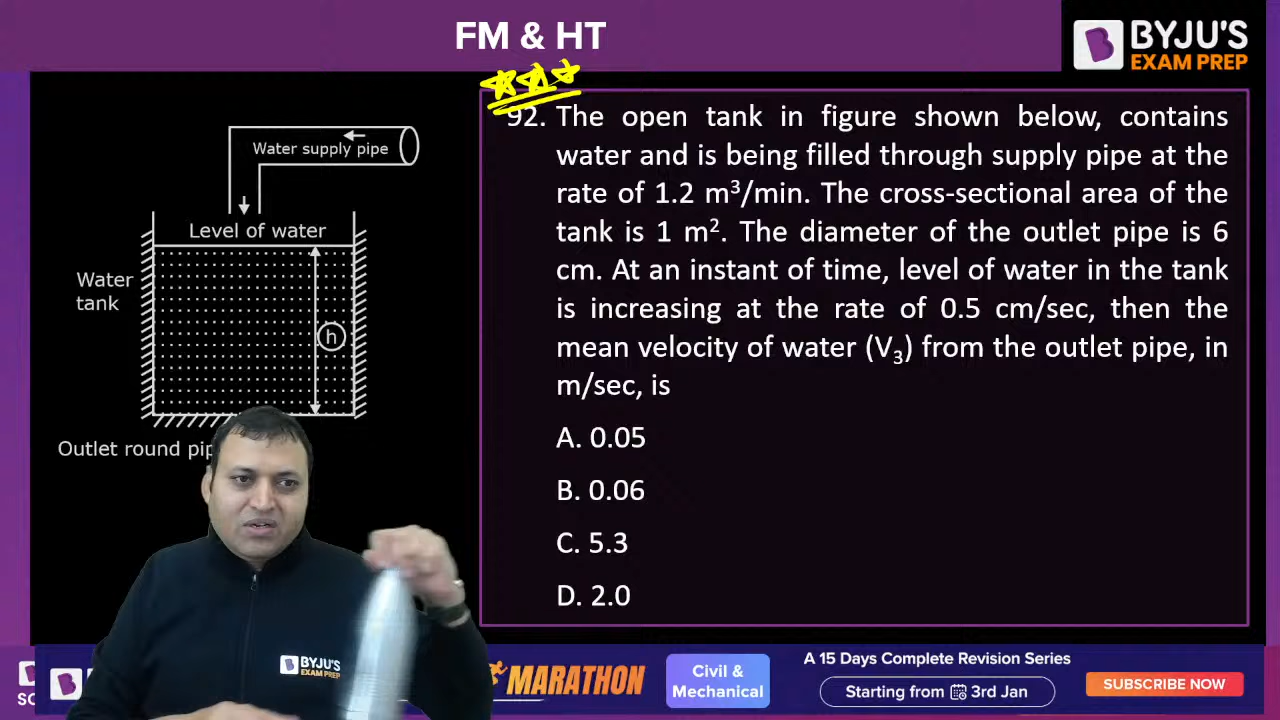 FM & HT
BYJU'S
EXAM PREP
92. The open tank in figure shown below, contains
water and is being filled through supply pipe at the
rate of 1.2 m³/min. The cross-sectional area of the
tank is 1 m². The diameter of the outlet pipe is 6
cm. At an instant of time, level of water in the tank
is increasing at the rate of 0.5 cm/sec, then the
mean velocity of water (V₃) from the outlet pipe, in
m/sec, is
A. 0.05
B. 0.06
C. 5.3
D. 2.0
Water supply pipe
Level of water
Water
tank
h
Outlet round
BYJU'S
EXAM PREP
MARATHON
Civil &
Mechanical
A 15 Days Complete Revision Series
Starting from 3rd Jan
SUBSCRIBE NOW